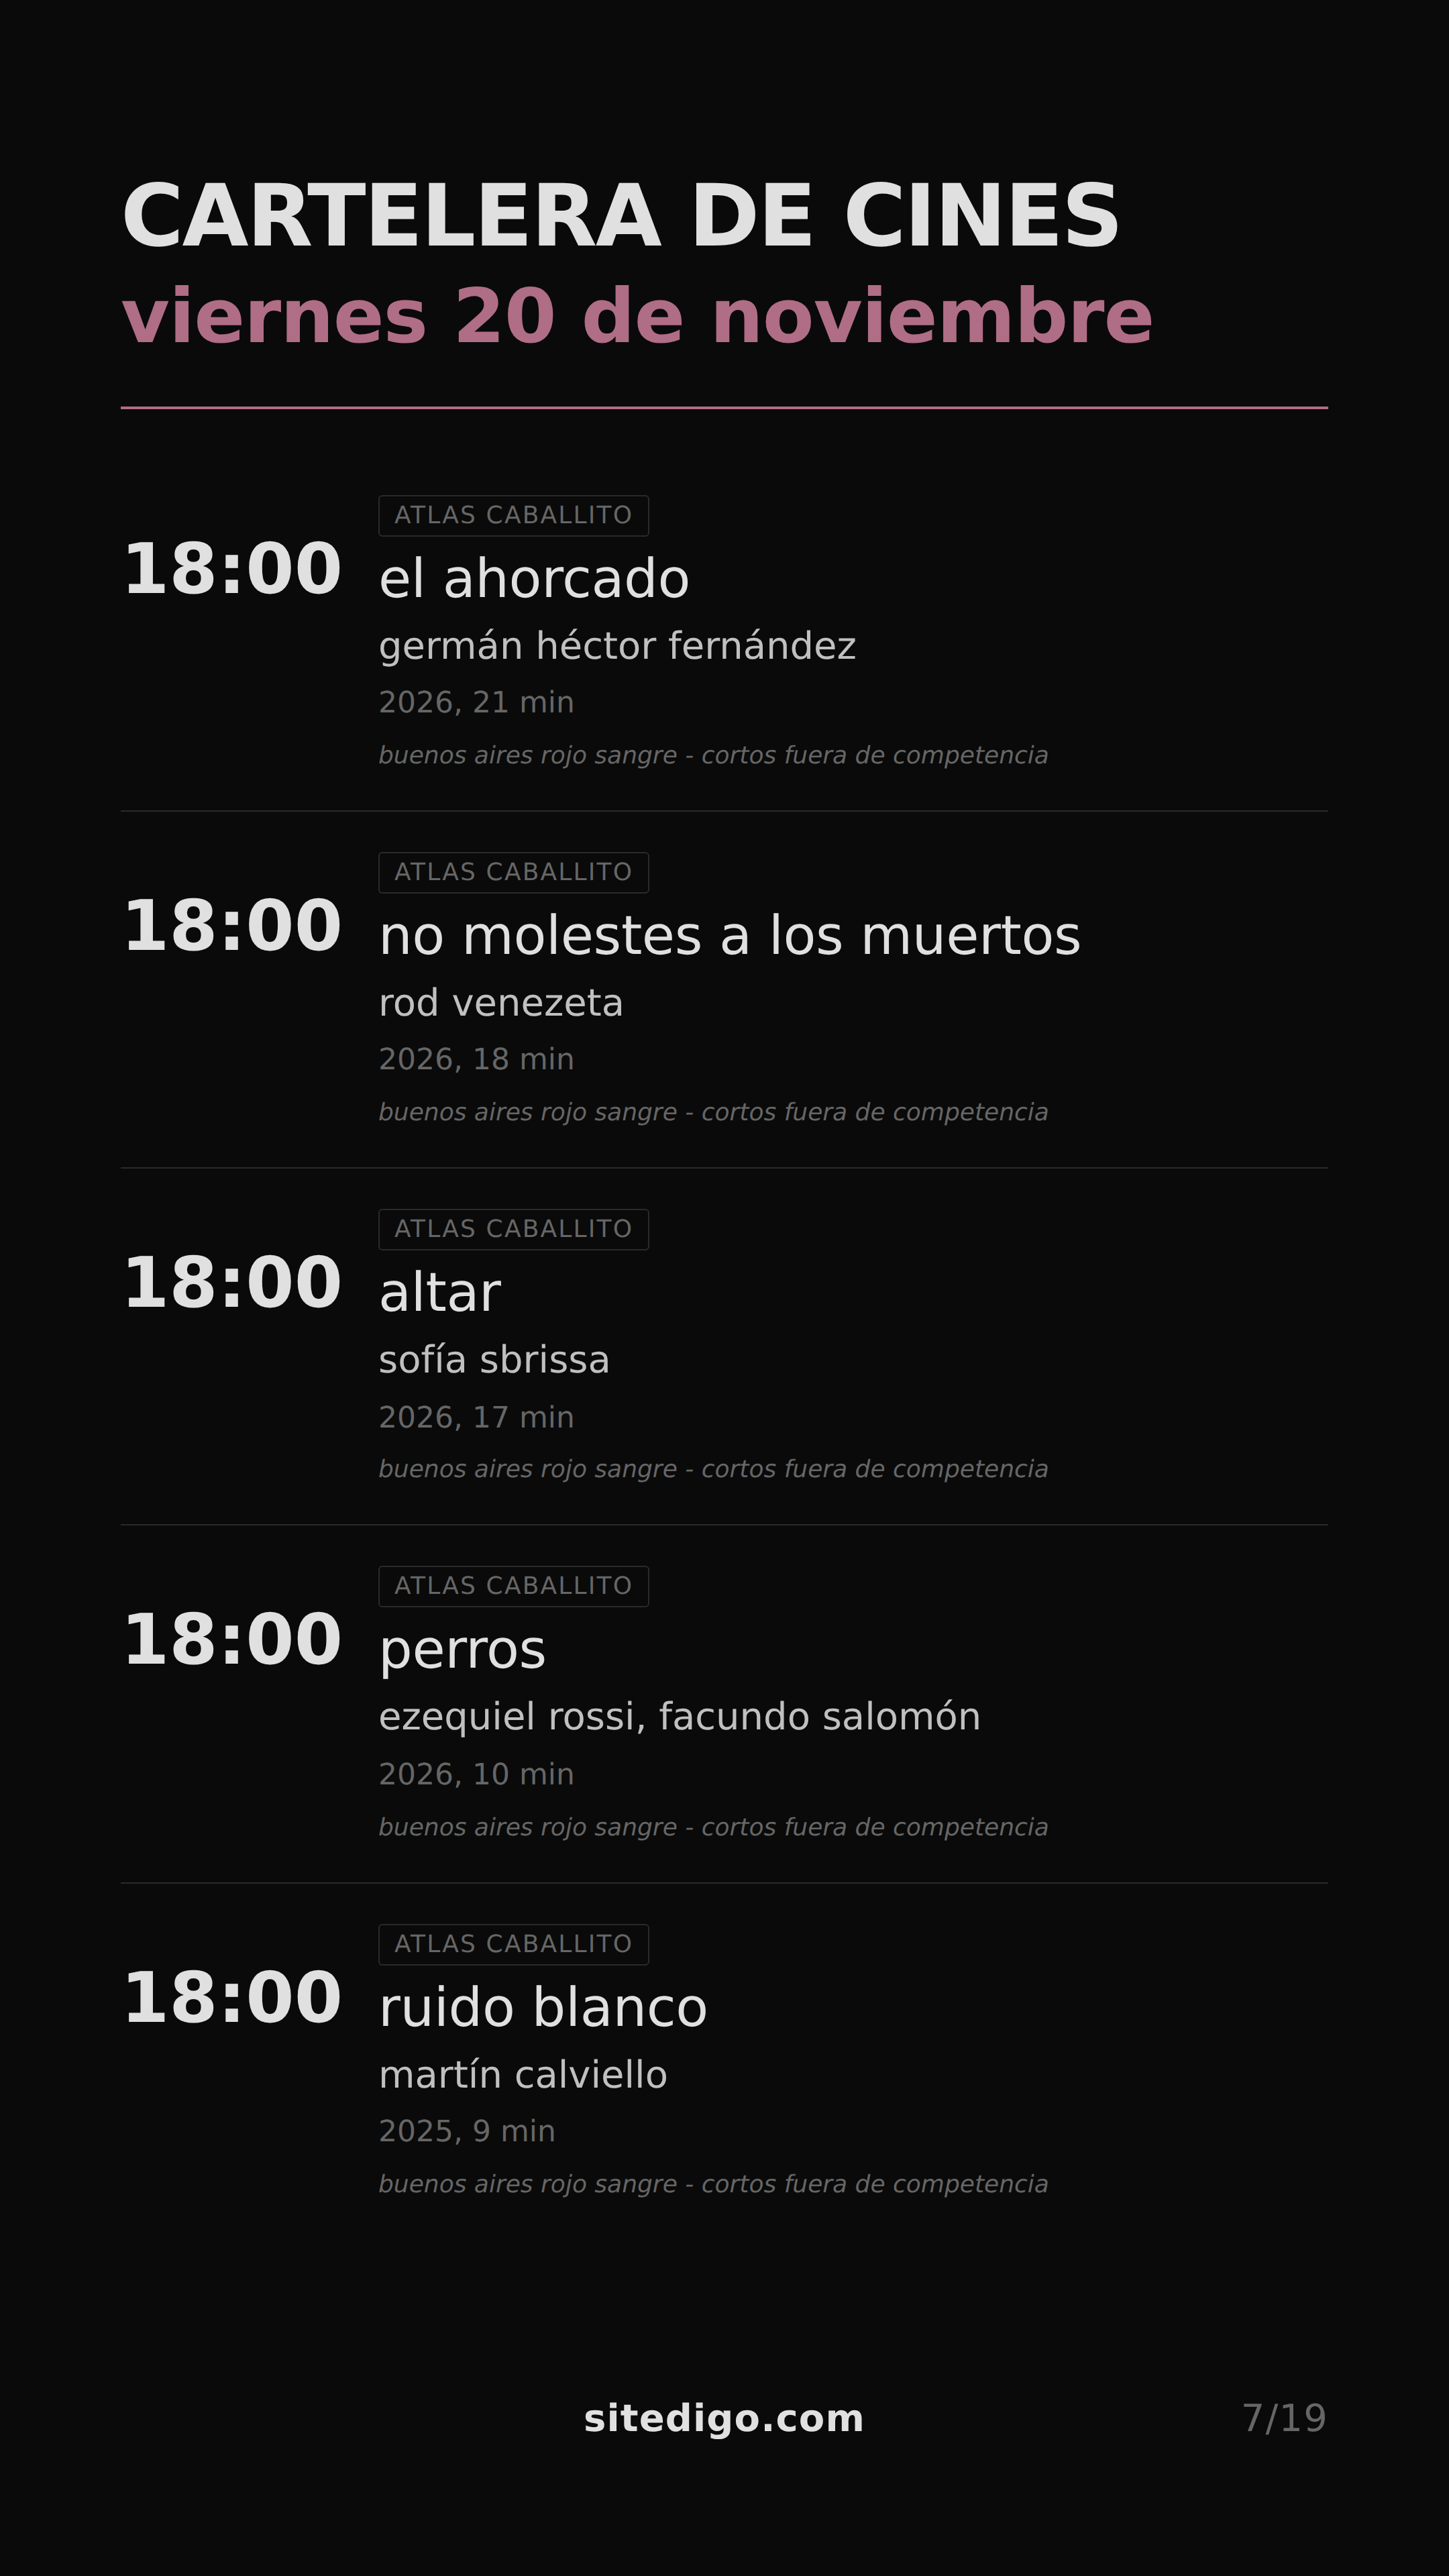 CARTELERA DE CINES
viernes 20 de noviembre
ATLAS CABALLITO
18:00 el ahorcado
germán héctor fernández
2026, 21 min
buenos aires rojo sangre - cortos fuera de competencia
ATLAS CABALLITO
18:00 no molestes a los muertos
rod venezeta
2026, 18 min
buenos aires rojo sangre - cortos fuera de competencia
ATLAS CABALLITO
18:00 altar
sofía sbrissa
2026, 17 min
buenos aires rojo sangre - cortos fuera de competencia
ATLAS CABALLITO
18:00 perros
ezequiel rossi, facundo salomón
2026, 10 min
buenos aires rojo sangre - cortos fuera de competencia
ATLAS CABALLITO
18:00 ruido blanco
martín calviello
2025, 9 min
buenos aires rojo sangre - cortos fuera de competencia
sitedigo.com 7/19